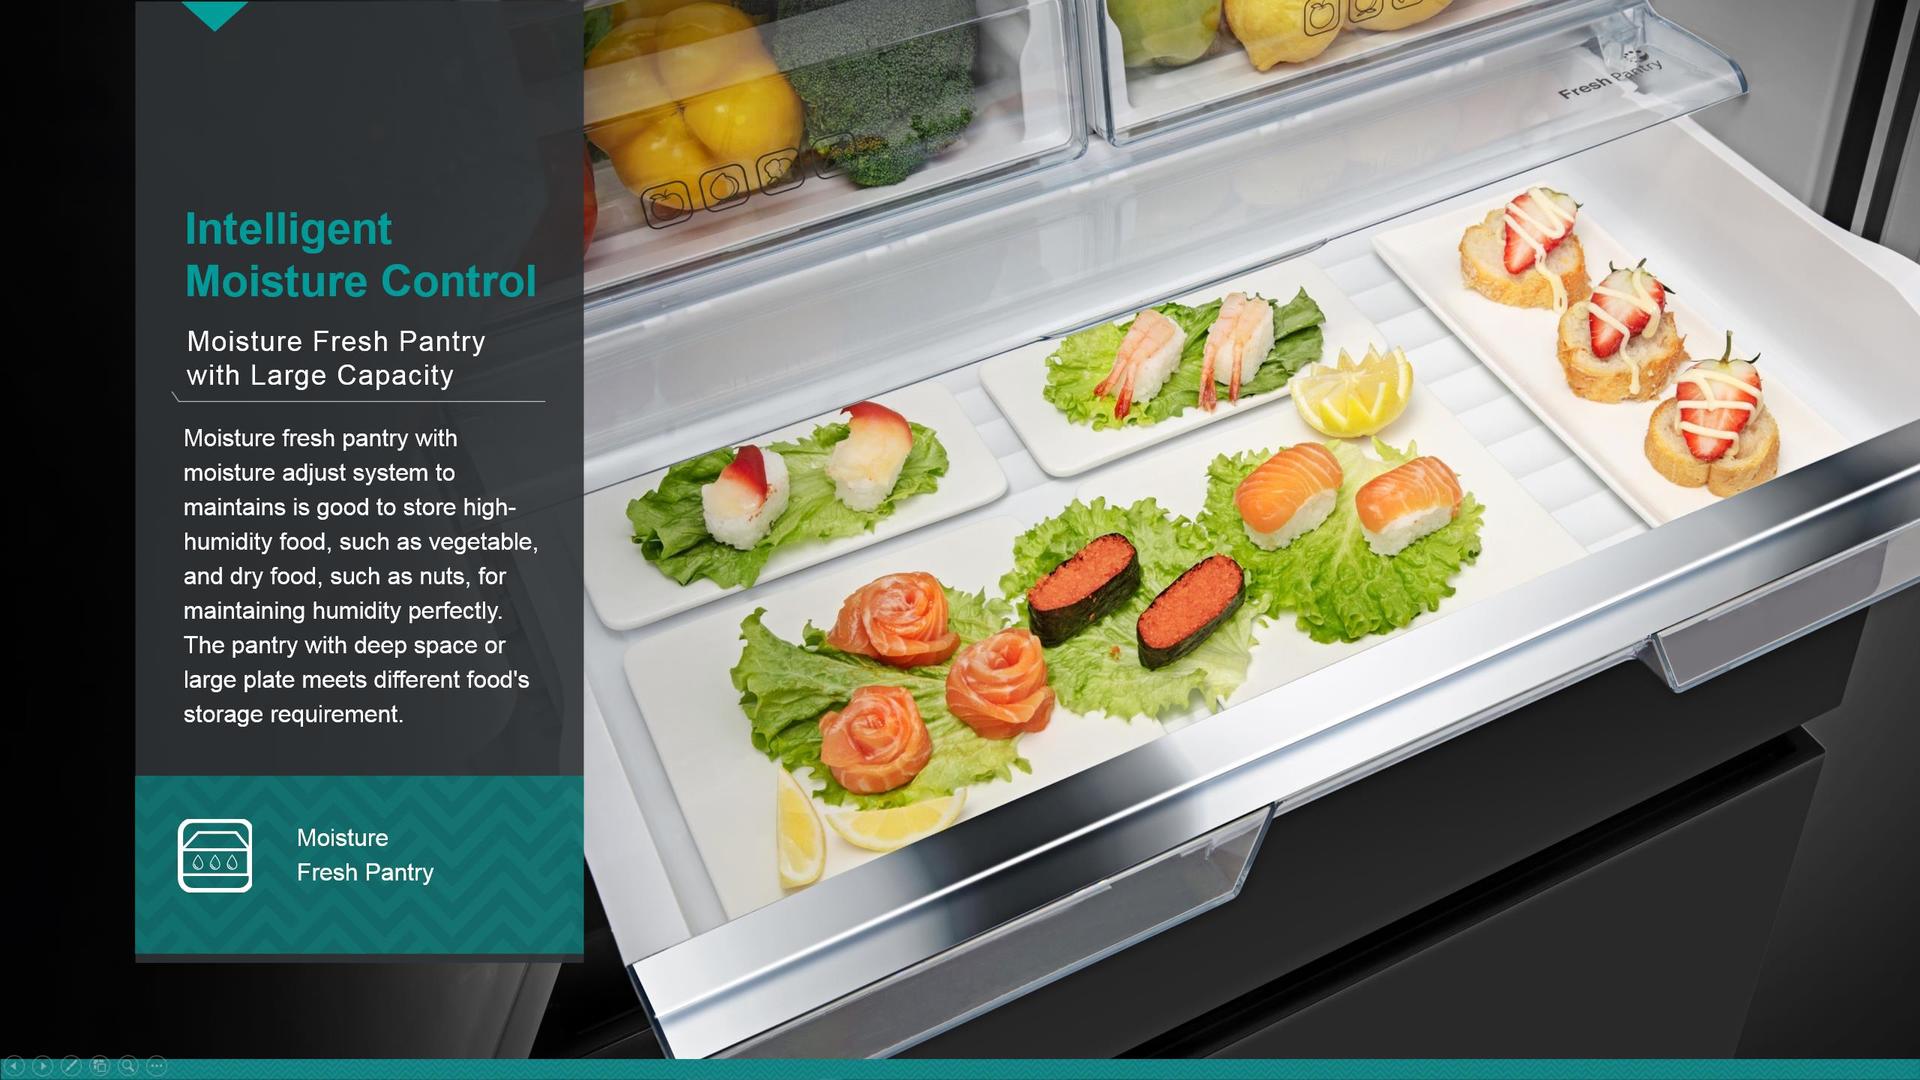 Intelligent
Moisture Control
Moisture Fresh Pantry
with Large Capacity
Moisture fresh pantry with
moisture adjust system to
maintains is good to store high-
humidity food, such as vegetable,
and dry food, such as nuts, for
maintaining humidity perfectly.
The pantry with deep space or
large plate meets different food's
storage requirement.
Moisture
Fresh Pantry
Fresh Pantry